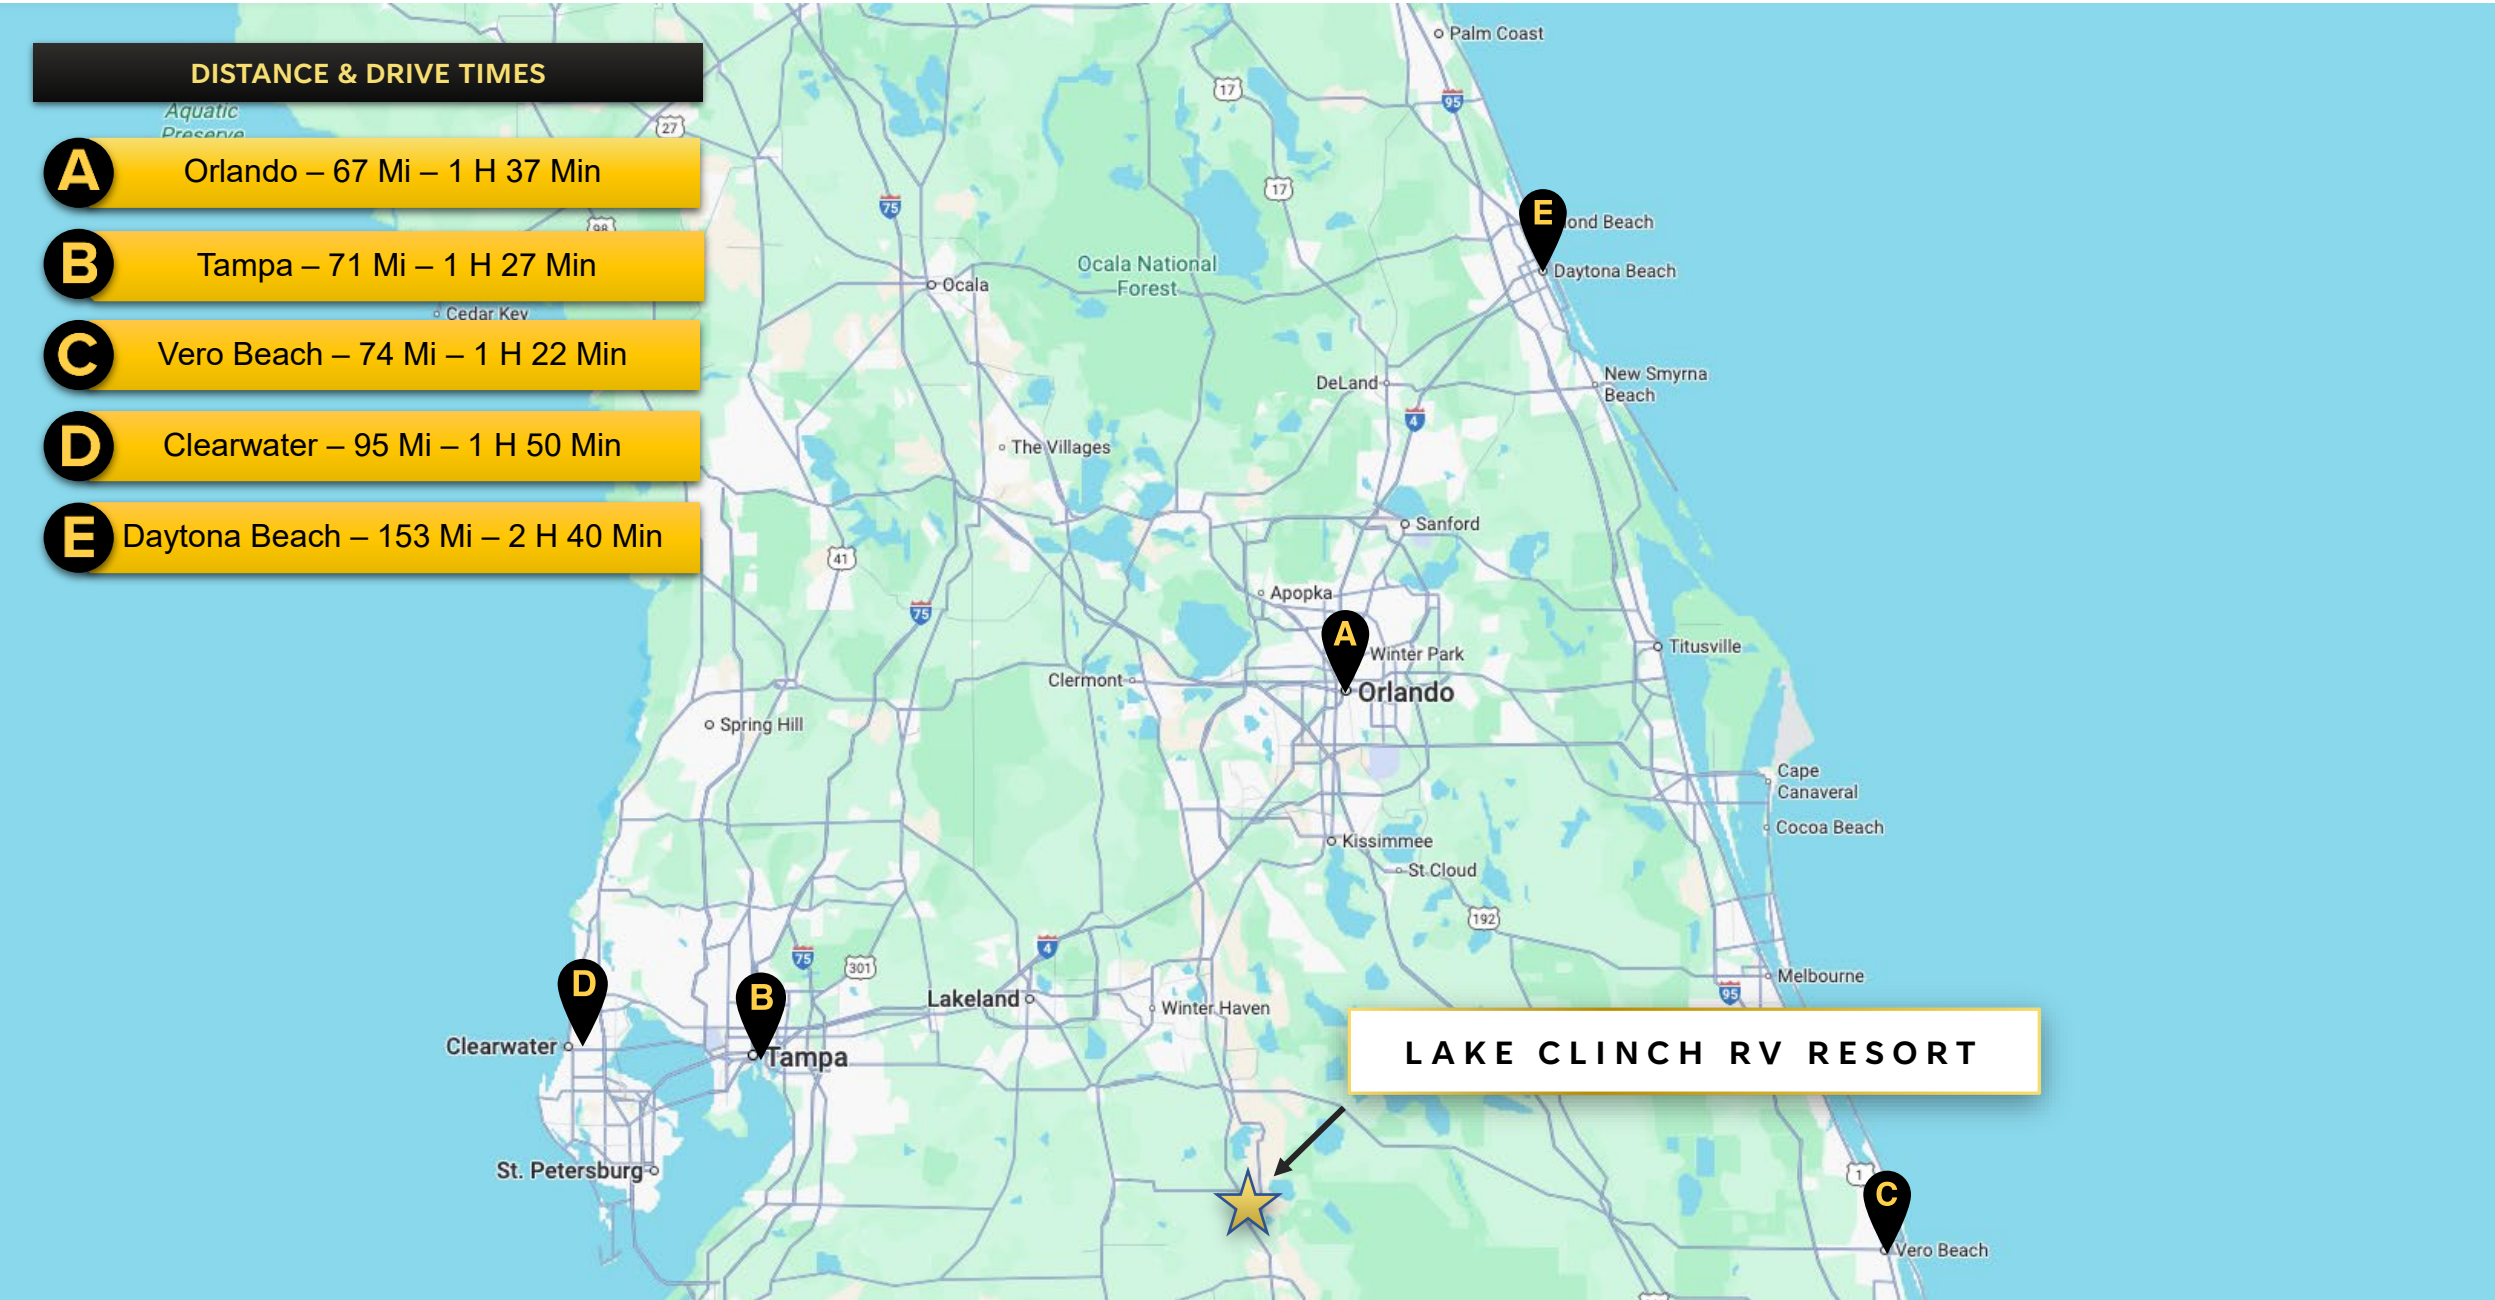 DISTANCE & DRIVE TIMES
Aquatic
Preserve
A
Orlando – 67 Mi – 1 H 37 Min
B
Tampa – 71 Mi – 1 H 27 Min
Cedar Key
C
Vero Beach – 74 Mi – 1 H 22 Min
D
Clearwater – 95 Mi – 1 H 50 Min
E
Daytona Beach – 153 Mi – 2 H 40 Min
Palm Coast
17
95
27
17
75
98
E
ond Beach
Daytona Beach
Ocala National
Forest
Ocala
New Smyrna
Beach
DeLand
4
The Villages
Sanford
41
Apopka
75
A
Winter Park
Titusville
Clermont
Orlando
Spring Hill
Cape
Canaveral
Cocoa Beach
Kissimmee
St Cloud
192
4
75
301
Melbourne
95
D
B
Lakeland
Winter Haven
Clearwater
Tampa
LAKE CLINCH RV RESORT
St. Petersburg
1
C
Vero Beach